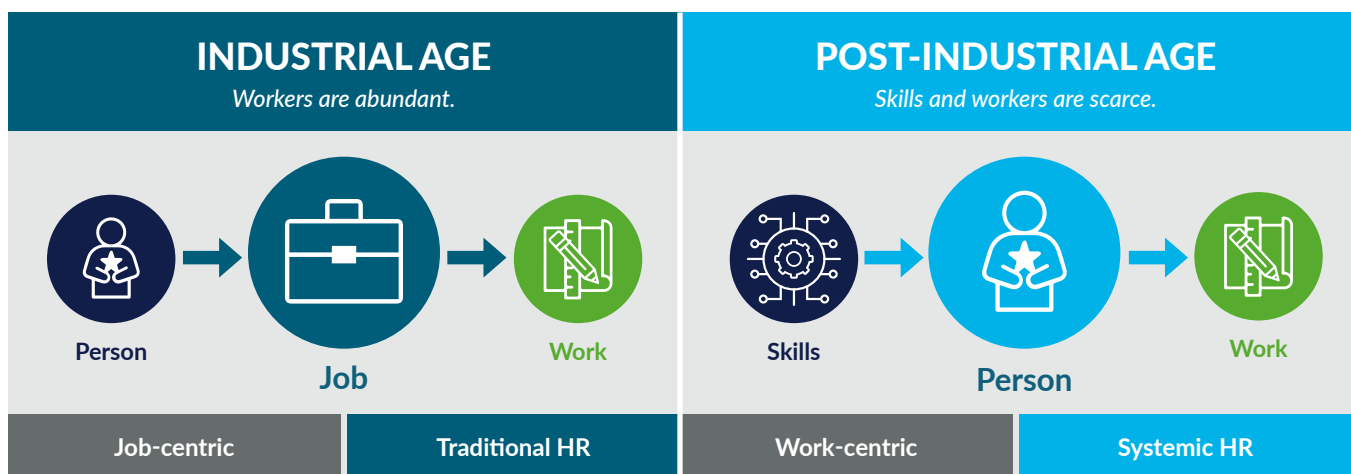 INDUSTRIAL AGE
Workers are abundant.
Person
Job
Work
Job-centric
Traditional HR
POST-INDUSTRIAL AGE
Skills and workers are scarce.
Skills
Person
Work
Work-centric
Systemic HR